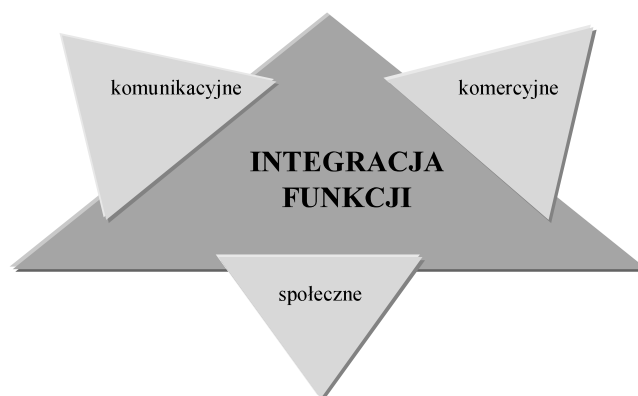 komunikacyjne
komercyjne
INTEGRACJA
FUNKCJI
społeczne